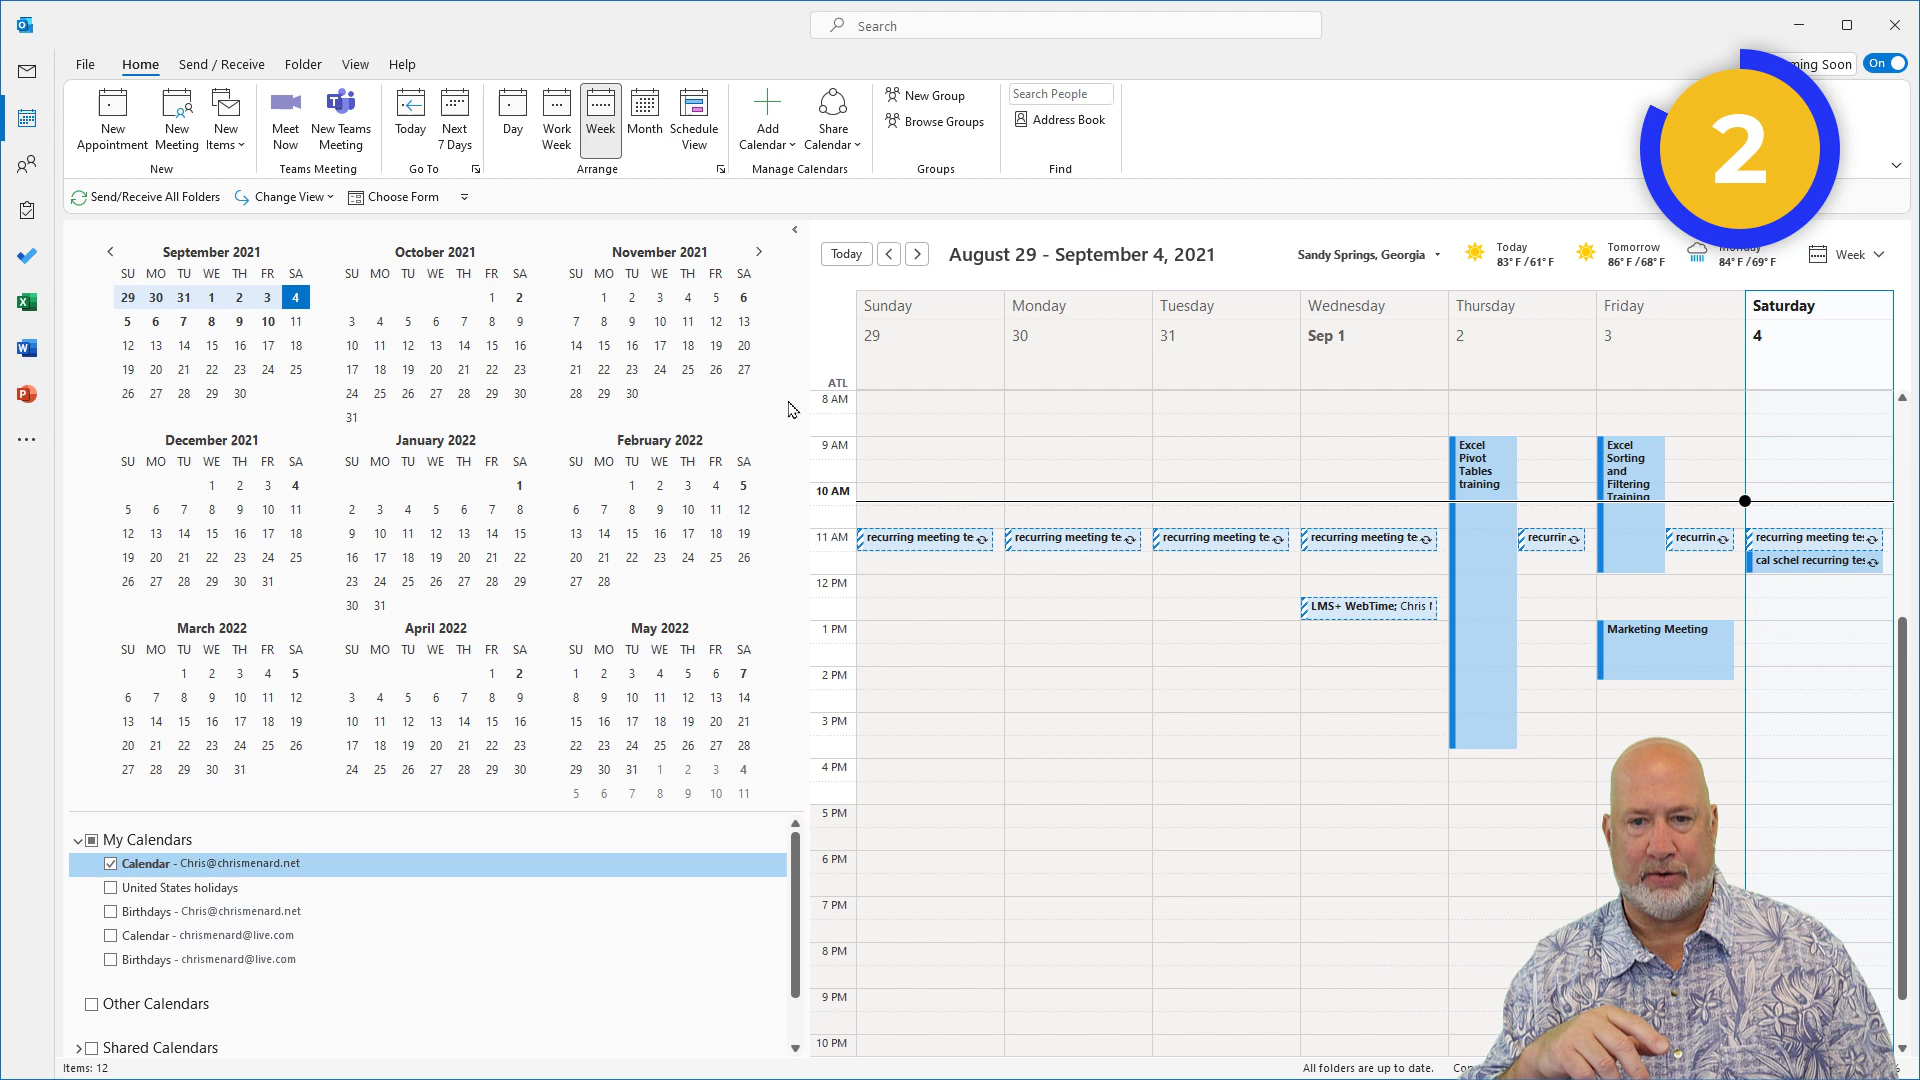 Search
File Home Send / Receive Folder View Help
ming Soon On
2
New Appointment
New Meeting
New Items
Meet Now
New Teams Meeting
Today
Next 7 Days
Day
Work Week
Week
Month
Schedule View
Add Calendar
Share Calendar
New Group
Browse Groups
Search People
Address Book
New Teams Meeting Go To Arrange Manage Calendars Groups Find
Send/Receive All Folders Change View Choose Form
September 2021 October 2021 November 2021
SU MO TU WE TH FR SA SU MO TU WE TH FR SA SU MO TU WE TH FR SA
29 30 31 1 2 3 4 1 2 1 2 3 4 5 6
5 6 7 8 9 10 11 3 4 5 6 7 8 9 7 8 9 10 11 12 13
12 13 14 15 16 17 18 10 11 12 13 14 15 16 14 15 16 17 18 19 20
19 20 21 22 23 24 25 17 18 19 20 21 22 23 21 22 23 24 25 26 27
26 27 28 29 30 24 25 26 27 28 29 30 28 29 30
31
December 2021 January 2022 February 2022
SU MO TU WE TH FR SA SU MO TU WE TH FR SA SU MO TU WE TH FR SA
1 2 3 4 1 1 2 3 4 5
5 6 7 8 9 10 11 2 3 4 5 6 7 8 6 7 8 9 10 11 12
12 13 14 15 16 17 18 9 10 11 12 13 14 15 13 14 15 16 17 18 19
19 20 21 22 23 24 25 16 17 18 19 20 21 22 20 21 22 23 24 25 26
26 27 28 29 30 31 23 24 25 26 27 28 29 27 28
30 31
March 2022 April 2022 May 2022
SU MO TU WE TH FR SA SU MO TU WE TH FR SA SU MO TU WE TH FR SA
1 2 3 4 5 1 2 1 2 3 4 5 6 7
6 7 8 9 10 11 12 3 4 5 6 7 8 9 8 9 10 11 12 13 14
13 14 15 16 17 18 19 10 11 12 13 14 15 16 15 16 17 18 19 20 21
20 21 22 23 24 25 26 17 18 19 20 21 22 23 22 23 24 25 26 27 28
27 28 29 30 31 24 25 26 27 28 29 30 29 30 31 1 2 3 4
5 6 7 8 9 10 11
My Calendars
Calendar - Chris@chrismenard.net
United States holidays
Birthdays - Chris@chrismenard.net
Calendar - chrismenard@live.com
Birthdays - chrismenard@live.com
Other Calendars
Shared Calendars
Items: 12
Today August 29 - September 4, 2021 Sandy Springs, Georgia
Today 83° F / 61° F
Tomorrow 86° F / 68° F
84° F / 69° F
Week
Sunday Monday Tuesday Wednesday Thursday Friday Saturday
29 30 31 Sep 1 2 3 4
ATL
8 AM
9 AM
10 AM
11 AM
12 PM
1 PM
2 PM
3 PM
4 PM
5 PM
6 PM
7 PM
8 PM
9 PM
10 PM
Excel Pivot Tables training
Excel Sorting and Filtering Training
recurring meeting te recurring meeting te recurring meeting te recurring meeting te recurrin recurrin recurring meeting tes
cal schel recurring tes
LMS+ WebTime; Chris
Marketing Meeting
All folders are up to date.